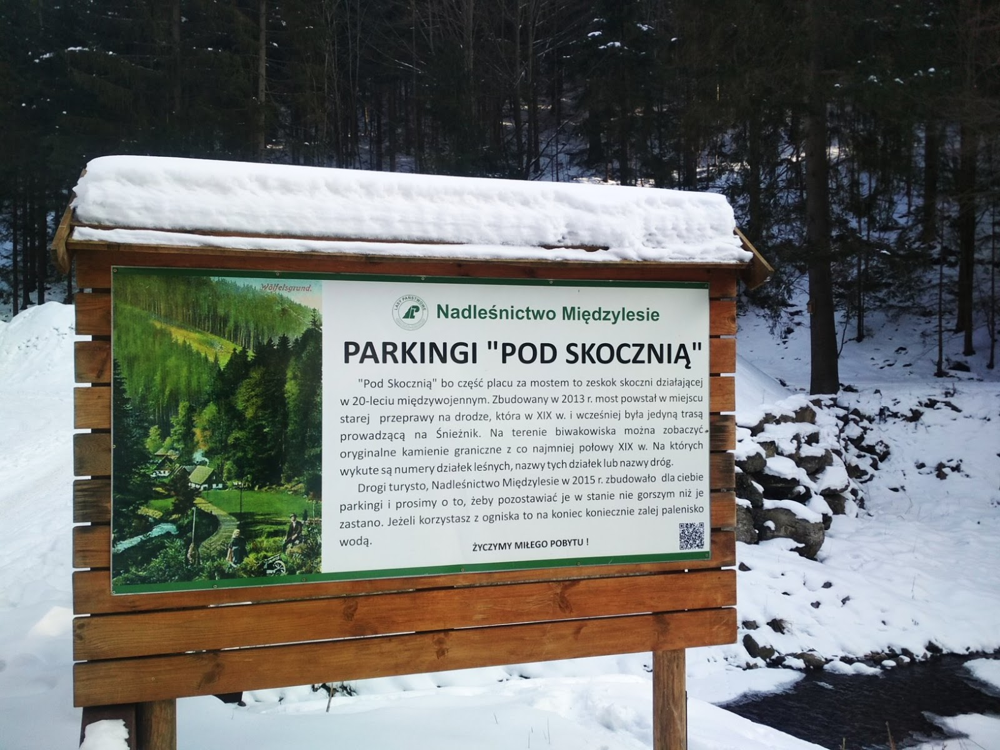 Wölfelsgrund.
LASY PAŃSTWOWE
Nadleśnictwo Międzylesie
PARKINGI "POD SKOCZNIĄ"
"Pod Skocznią" bo część placu za mostem to zeskok skoczni działającej
w 20-leciu międzywojennym. Zbudowany w 2013 r. most powstał w miejscu
starej przeprawy na drodze, która w XIX w. i wcześniej była jedyną trasą
prowadzącą na Śnieżnik. Na terenie biwakowiska można zobaczyć
oryginalne kamienie graniczne z co najmniej połowy XIX w. Na których
wykute są numery działek leśnych, nazwy tych działek lub nazwy dróg.
Drogi turysto, Nadleśnictwo Międzylesie w 2015 r. zbudowało dla ciebie
parkingi i prosimy o to, żeby pozostawiać je w stanie nie gorszym niż je
zastano. Jeżeli korzystasz z ogniska to na koniec koniecznie zalej palenisko
wodą.
ŻYCZYMY MIŁEGO POBYTU !